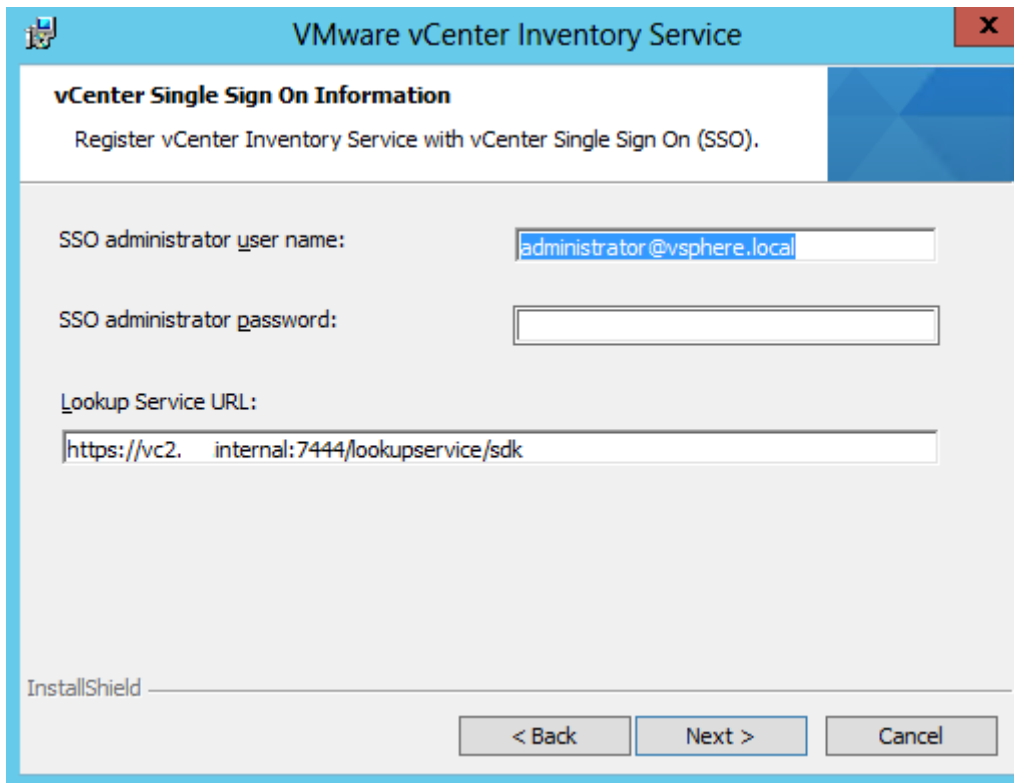 VMware vCenter Inventory Service
vCenter Single Sign On Information
Register vCenter Inventory Service with vCenter Single Sign On (SSO).
SSO administrator user name:
administrator@vsphere.local
SSO administrator password:
Lookup Service URL:
https://vc2. internal:7444/lookupservice/sdk
InstallShield
< Back Next > Cancel